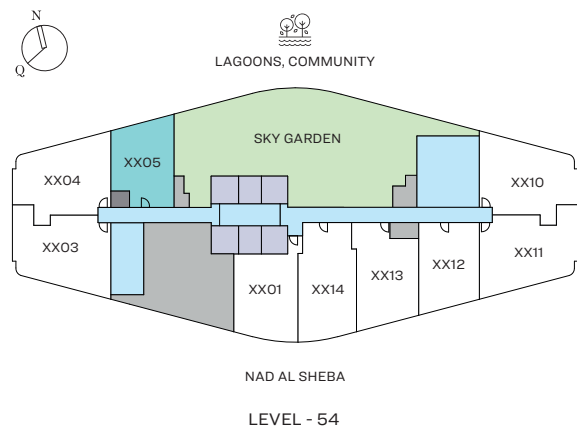 N
Q
LAGOONS, COMMUNITY
SKY GARDEN
XX05
XX04
XX10
XX03
XX11
XX12
XX13
XX14
XX01
NAD AL SHEBA
LEVEL - 54